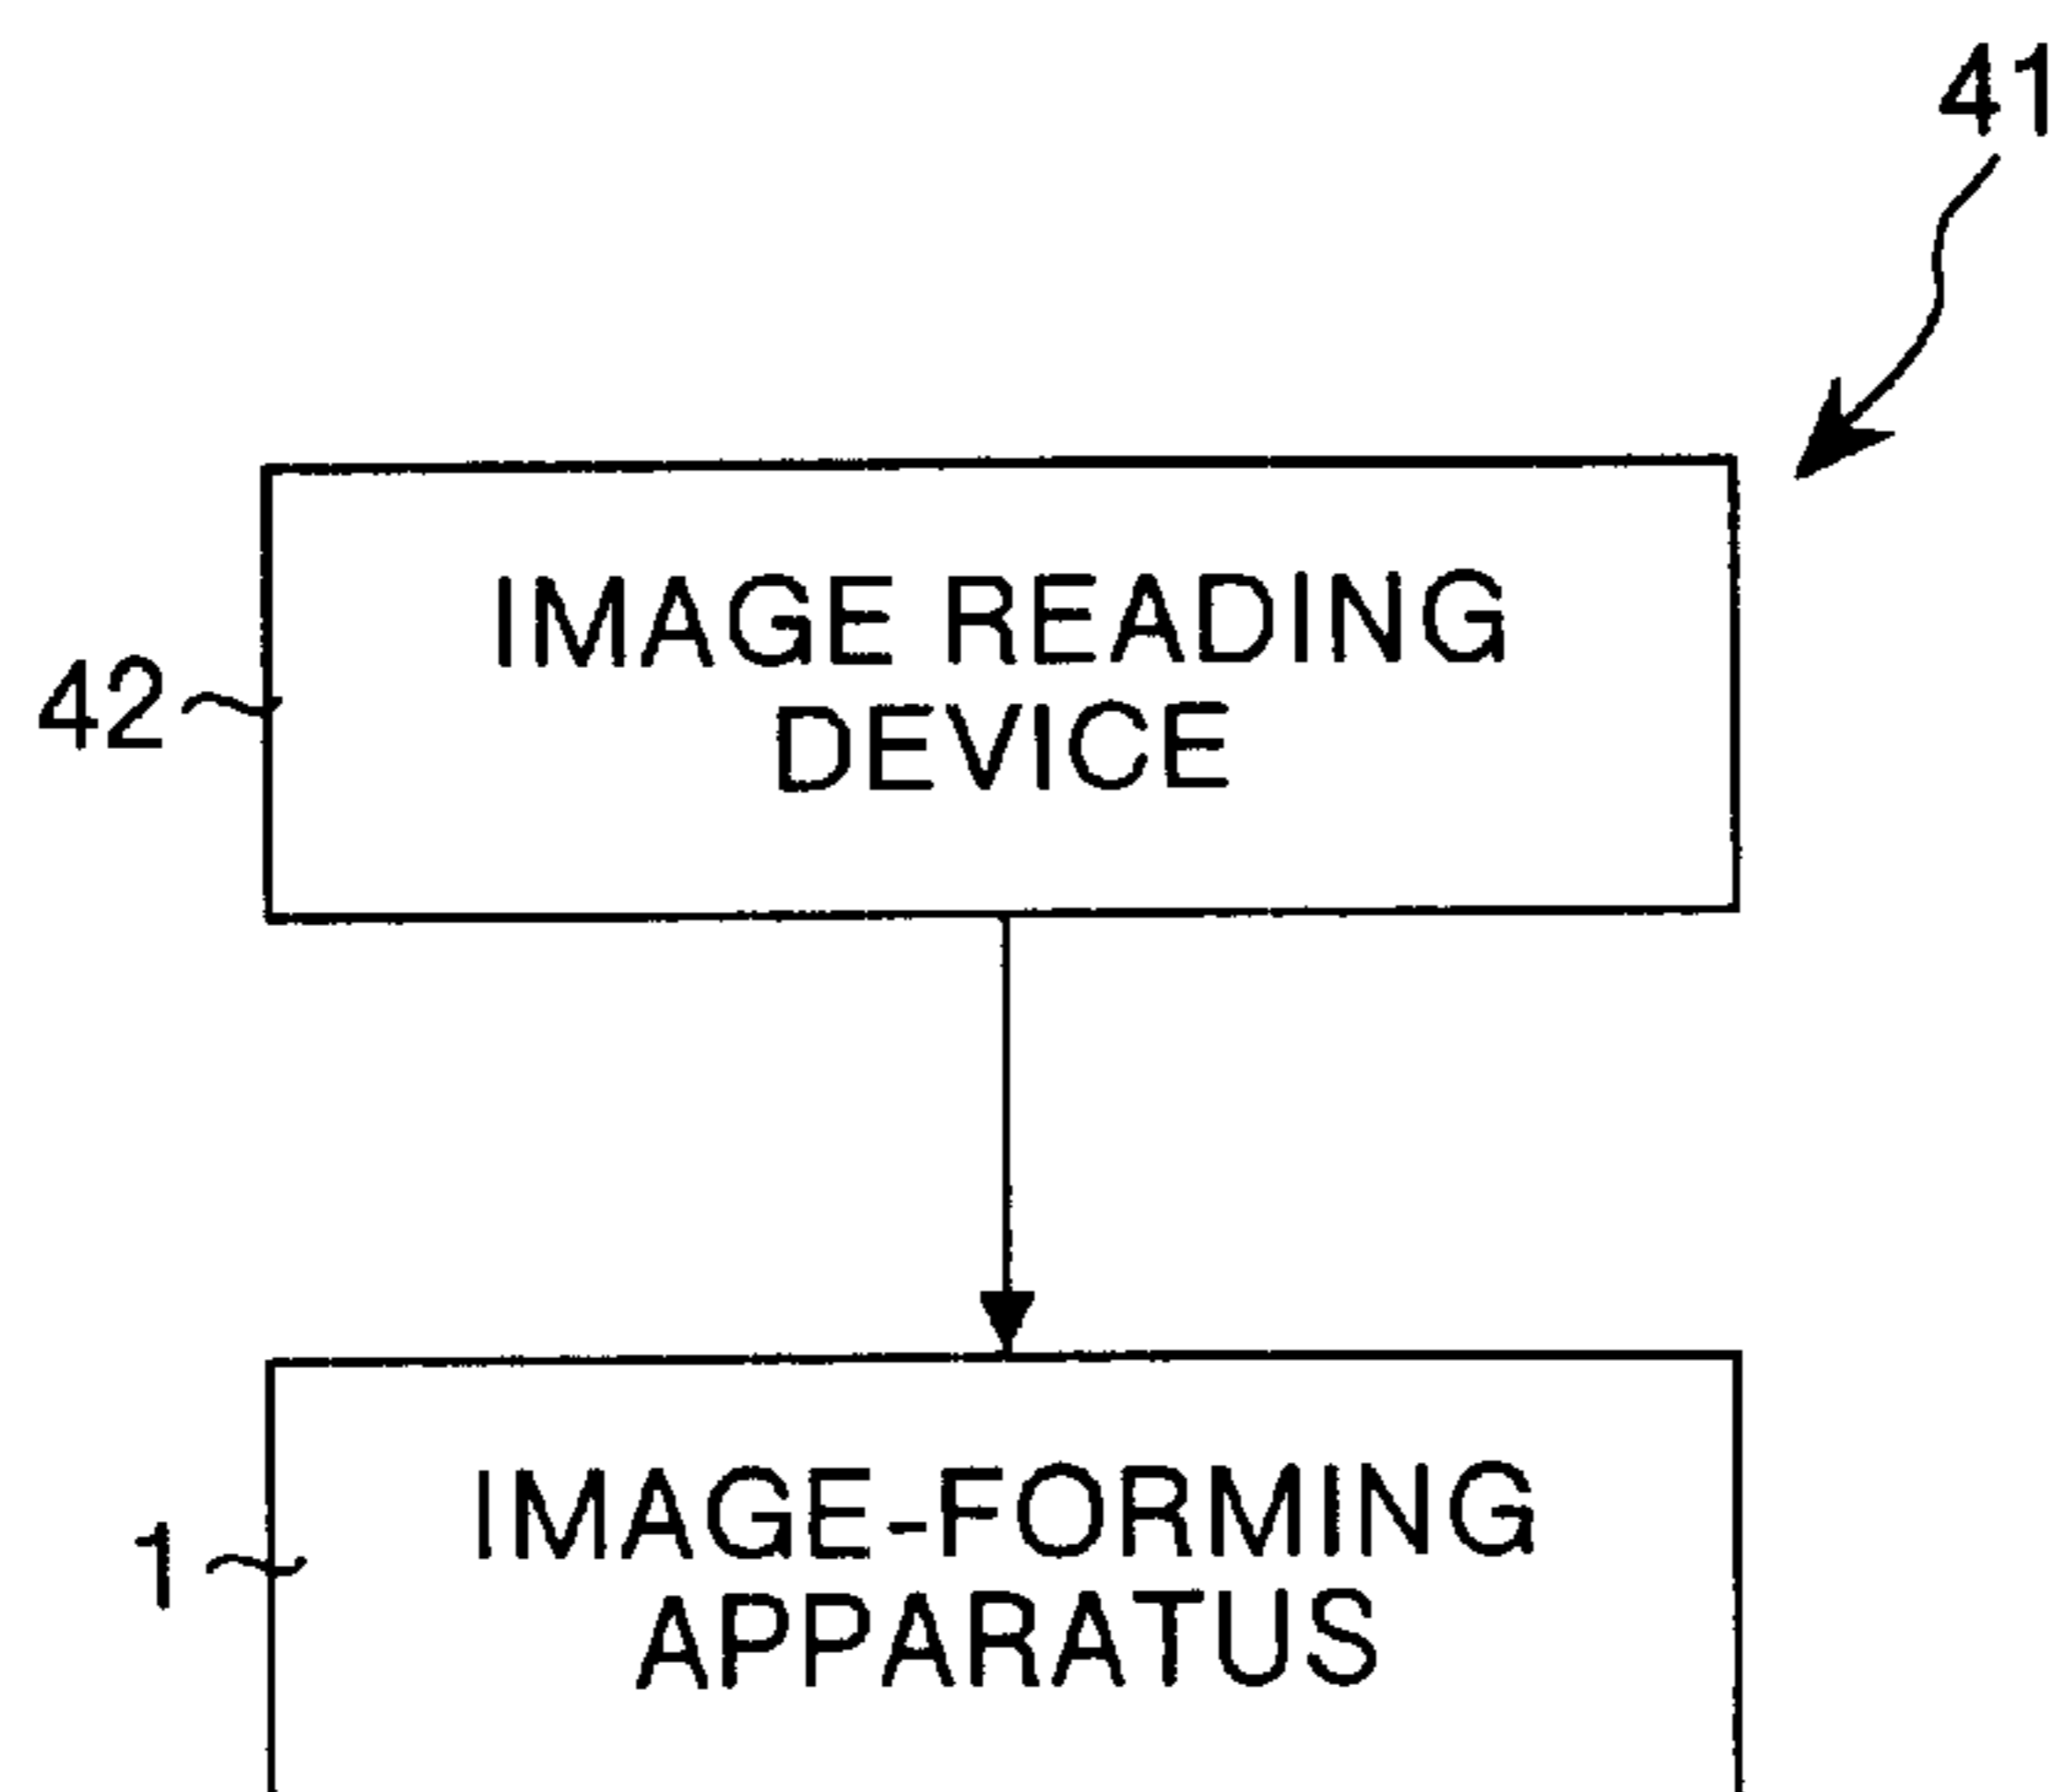 41
IMAGE READING
DEVICE
42
IMAGE-FORMING
APPARATUS
1